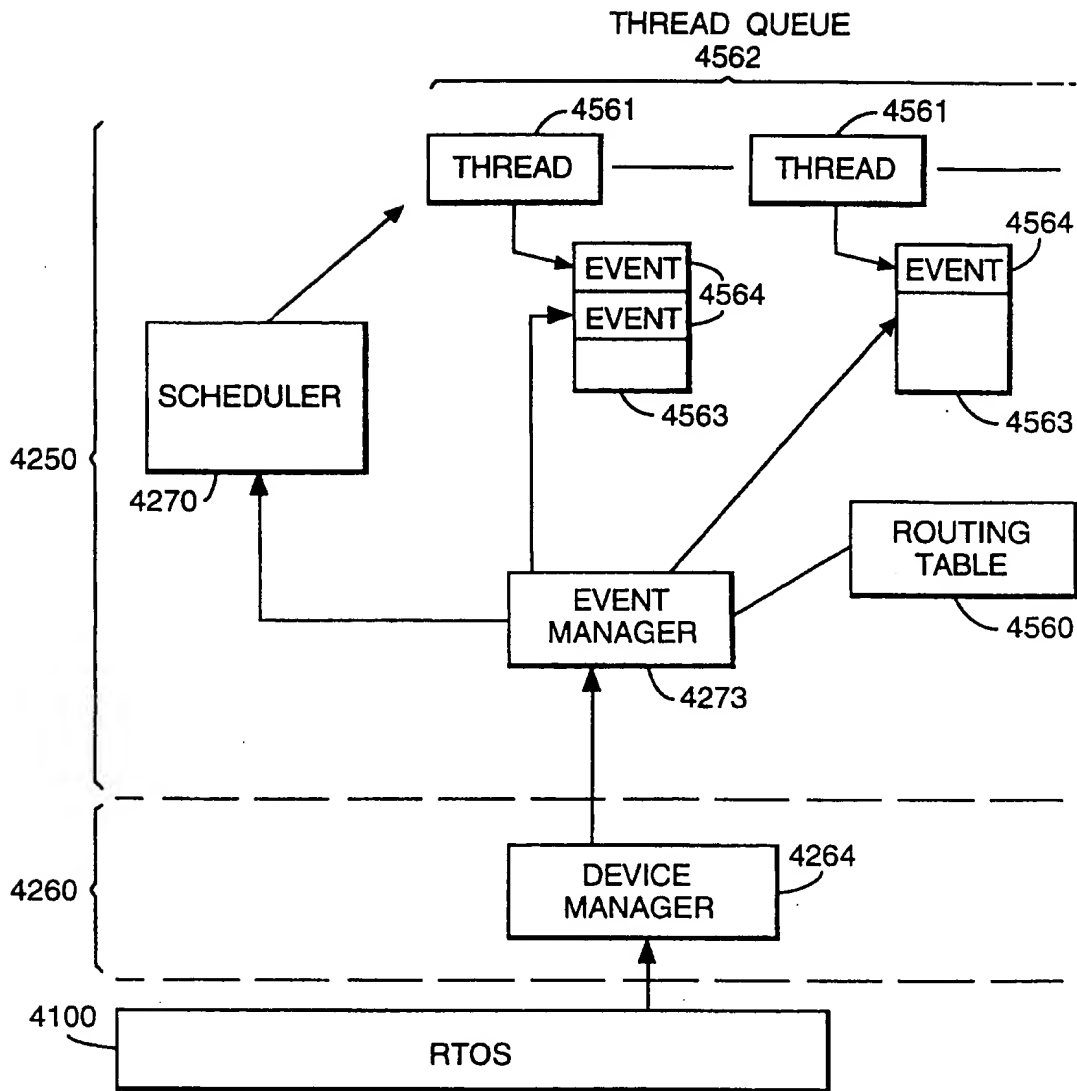 THREAD QUEUE
4562
4561
4561
THREAD
THREAD
4564
EVENT
EVENT
4564
EVENT
SCHEDULER
4563
4563
4250
4270
ROUTING
TABLE
EVENT
MANAGER
4560
4273
4264
DEVICE
MANAGER
4260
4100
RTOS